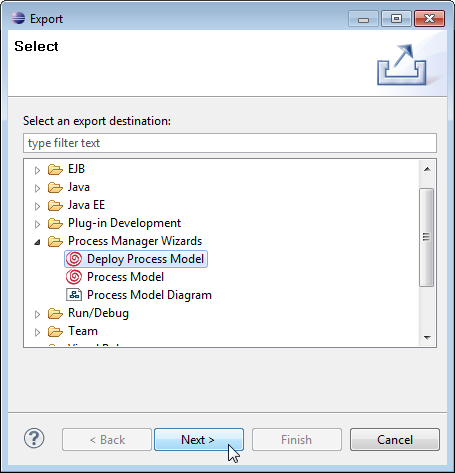 Export
Select
Select an export destination:
type filter text
EJB
Java
Java EE
Plug-in Development
Process Manager Wizards
Deploy Process Model
Process Model
Process Model Diagram
Run/Debug
Team
?
< Back
Next >
Finish
Cancel